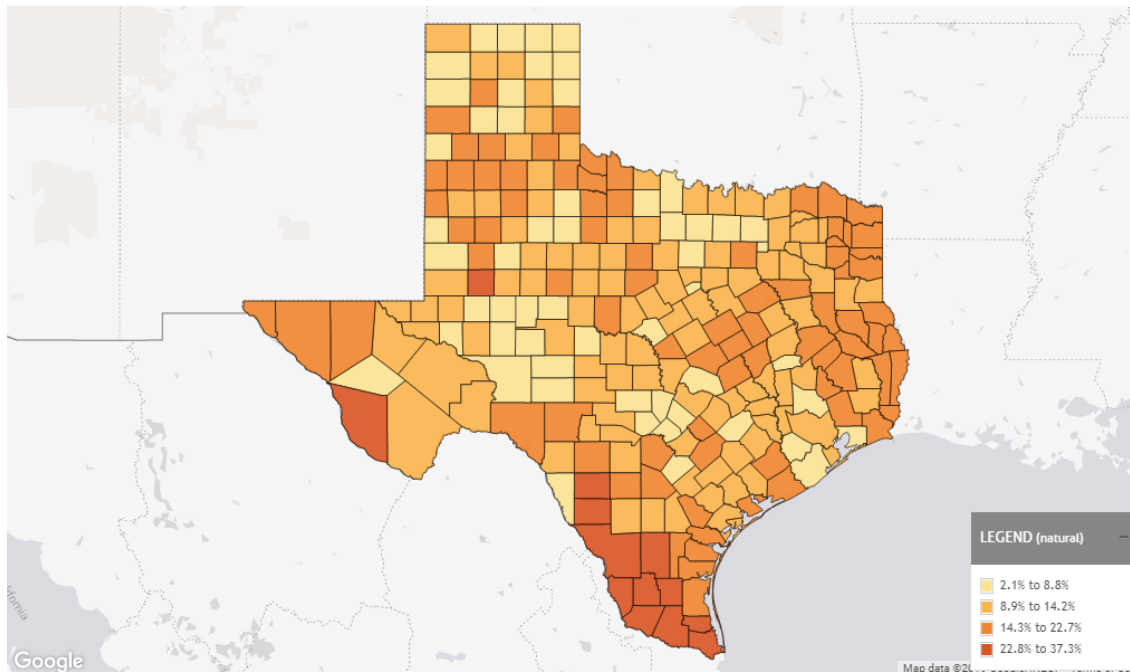 LEGEND (natural) −
2.1% to 8.8%
8.9% to 14.2%
14.3% to 22.7%
22.8% to 37.3%
Google
Map data